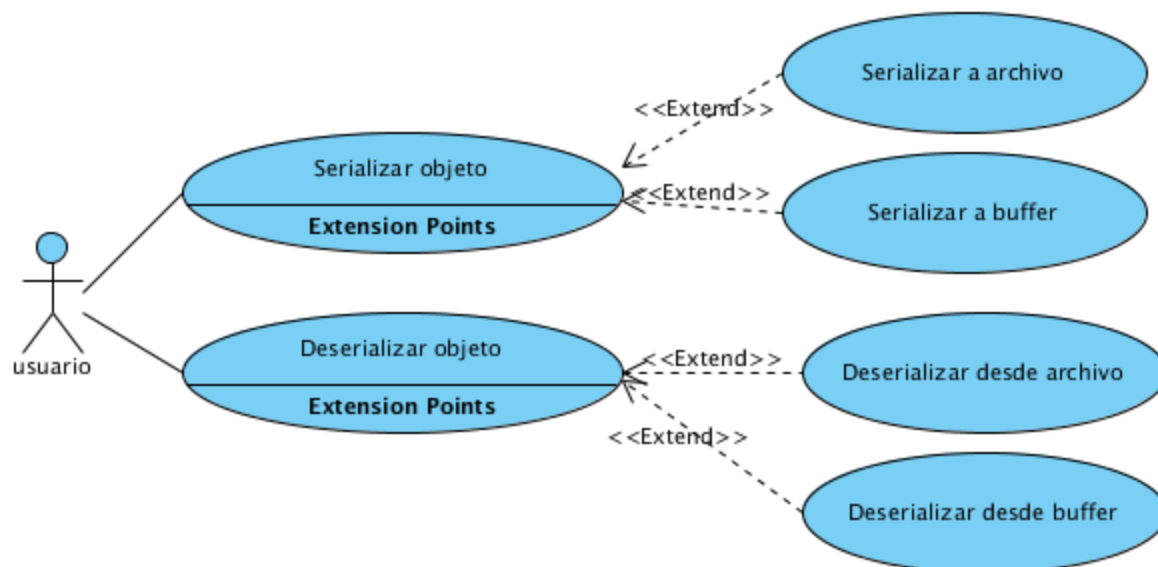 Serializar a archivo
<<Extend>>
Serializar objeto
<<Extend>>
Serializar a buffer
Extension Points
usuario
Deserializar objeto
<<Extend>>
Deserializar desde archivo
Extension Points
<<Extend>>
Deserializar desde buffer